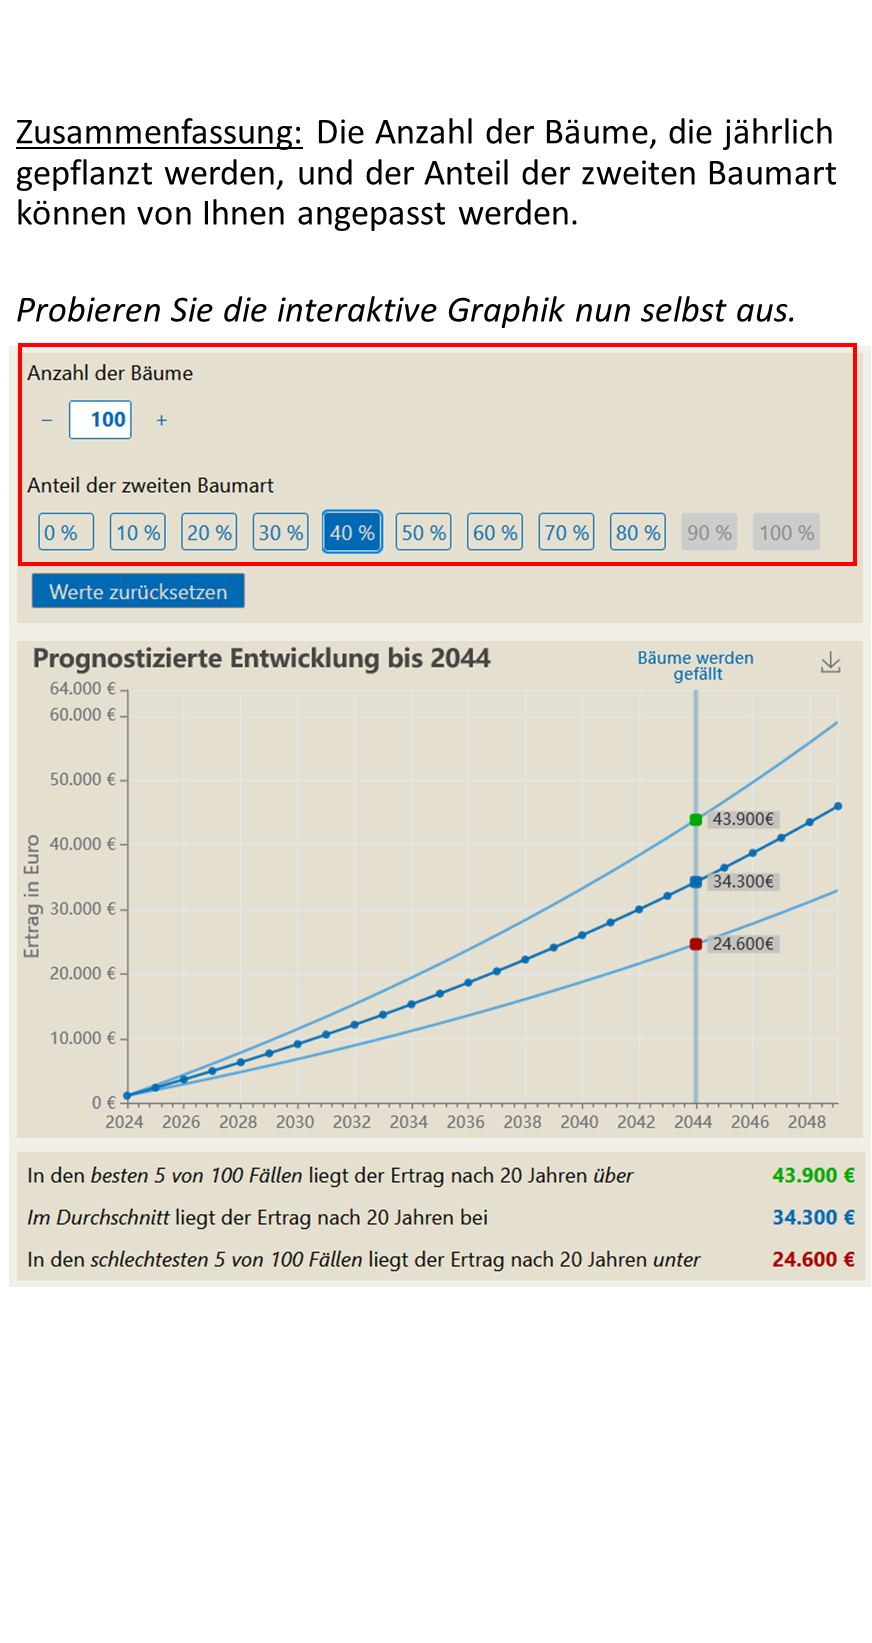 Zusammenfassung: Die Anzahl der Bäume, die jährlich
gepflanzt werden, und der Anteil der zweiten Baumart
können von Ihnen angepasst werden.
Probieren Sie die interaktive Graphik nun selbst aus.
Anzahl der Bäume
− 100 +
Anteil der zweiten Baumart
0 % 10 % 20 % 30 % 40 % 50 % 60 % 70 % 80 % 90 % 100 %
Werte zurücksetzen
Prognostizierte Entwicklung bis 2044
Bäume werden
gefällt
Ertrag in Euro
64.000 €
60.000 €
50.000 €
40.000 €
30.000 €
20.000 €
10.000 €
0 €
43.900€
34.300€
24.600€
2024 2026 2028 2030 2032 2034 2036 2038 2040 2042 2044 2046 2048
In den besten 5 von 100 Fällen liegt der Ertrag nach 20 Jahren über 43.900 €
Im Durchschnitt liegt der Ertrag nach 20 Jahren bei 34.300 €
In den schlechtesten 5 von 100 Fällen liegt der Ertrag nach 20 Jahren unter 24.600 €